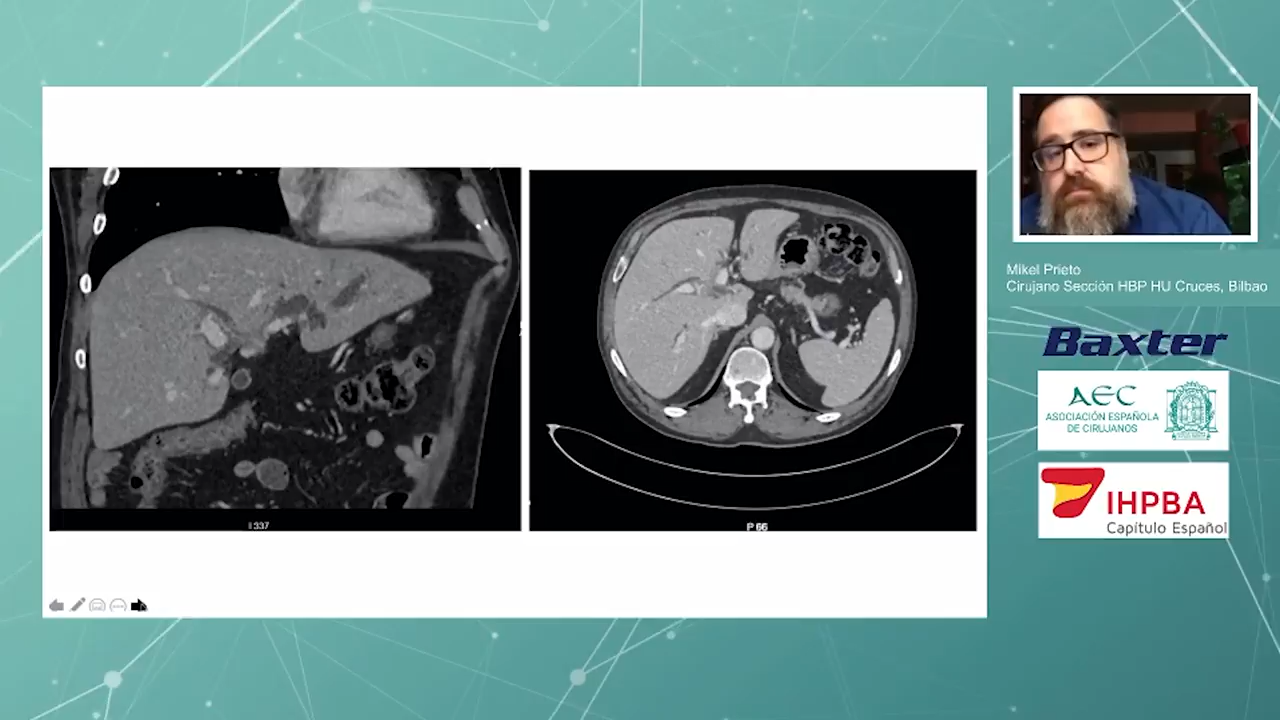 I 337
P 66
Mikel Prieto
Cirujano Sección HBP HU Cruces, Bilbao
Baxter
AEC
ASOCIACIÓN ESPAÑOLA
DE CIRUJANOS
IHPBA
Capítulo Español